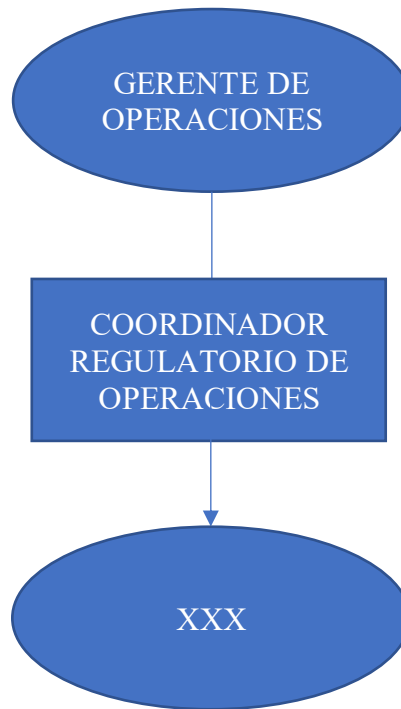 GERENTE DE
OPERACIONES
COORDINADOR
REGULATORIO DE
OPERACIONES
XXX